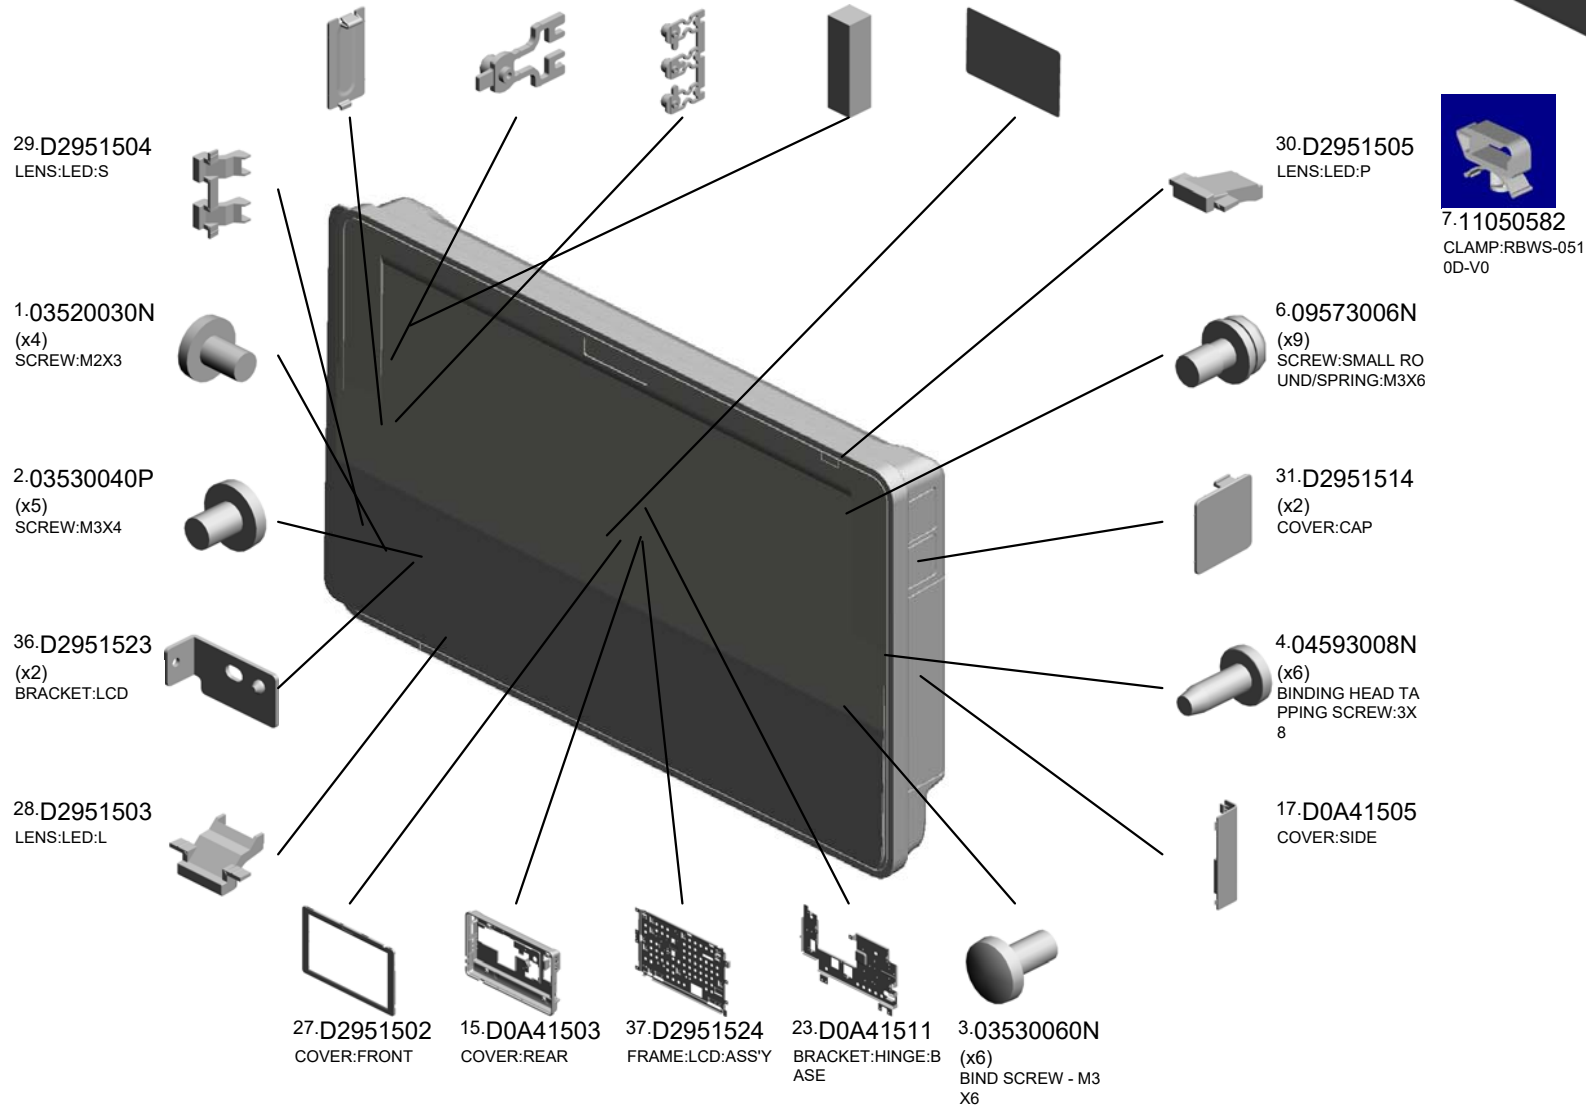 29.D2951504
LENS:LED:S
30.D2951505
LENS:LED:P
7.11050582
CLAMP:RBWS-051
0D-V0
1.03520030N
(x4)
SCREW:M2X3
6.09573006N
(x9)
SCREW:SMALL RO
UND/SPRING:M3X6
2.03530040P
(x5)
SCREW:M3X4
31.D2951514
(x2)
COVER:CAP
36.D2951523
(x2)
BRACKET:LCD
4.04593008N
(x6)
BINDING HEAD TA
PPING SCREW:3X
8
28.D2951503
LENS:LED:L
17.D0A41505
COVER:SIDE
27.D2951502
COVER:FRONT
15.D0A41503
COVER:REAR
37.D2951524
FRAME:LCD:ASS'Y
23.D0A41511
BRACKET:HINGE:B
ASE
3.03530060N
(x6)
BIND SCREW - M3
X6